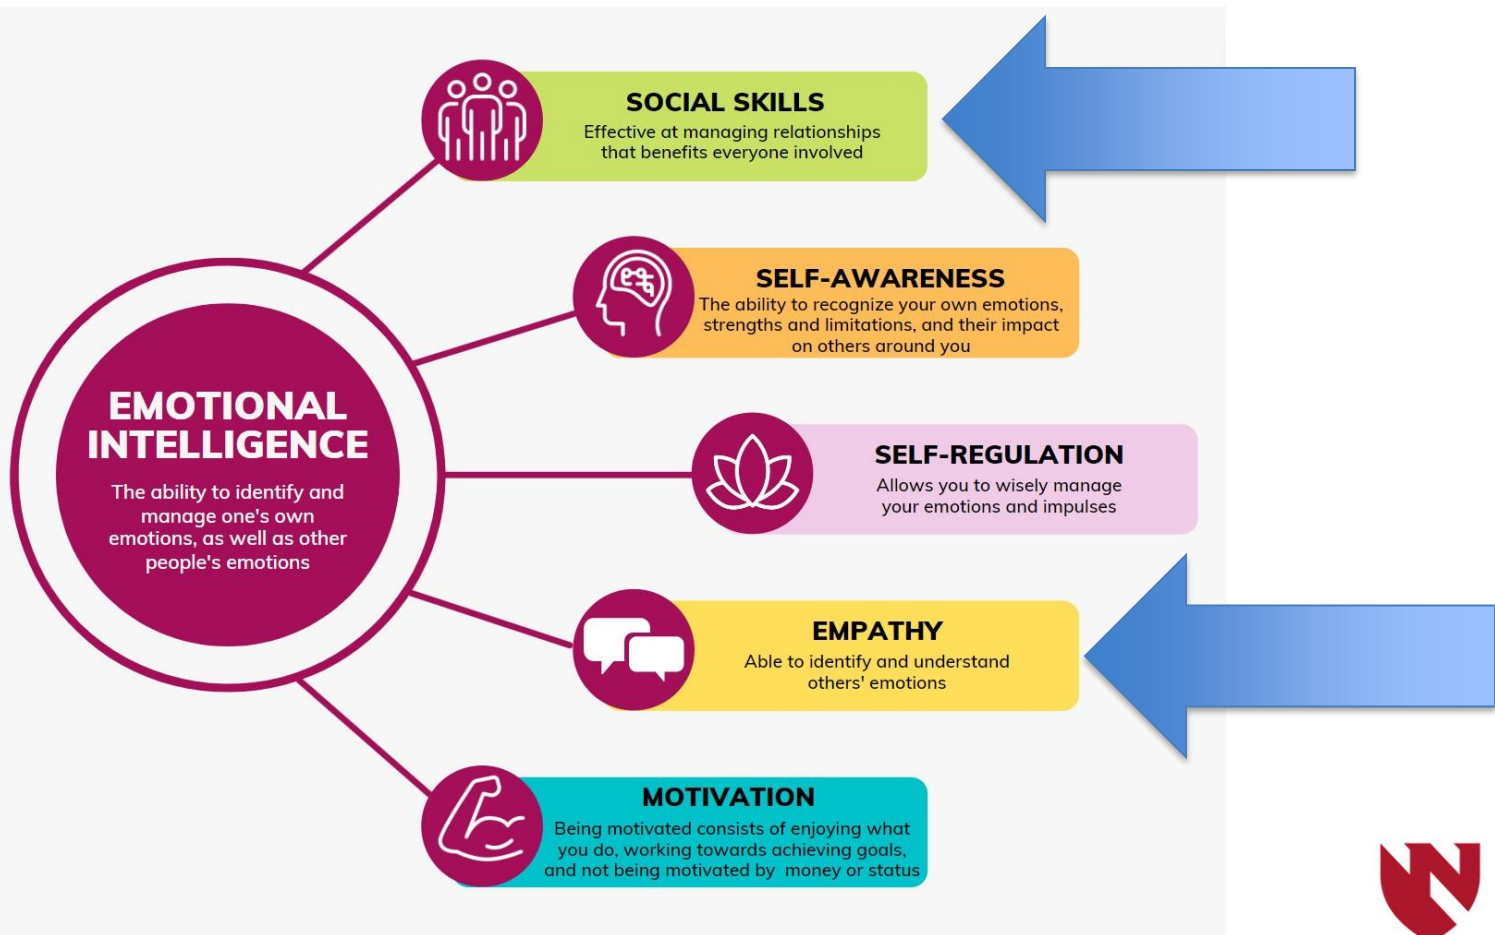 SOCIAL SKILLS
Effective at managing relationships
that benefits everyone involved
SELF-AWARENESS
The ability to recognize your own emotions,
strengths and limitations, and their impact
on others around you
EMOTIONAL
INTELLIGENCE
The ability to identify and
manage one's own
emotions, as well as other
people's emotions
SELF-REGULATION
Allows you to wisely manage
your emotions and impulses
EMPATHY
Able to identify and understand
others' emotions
MOTIVATION
Being motivated consists of enjoying what
you do, working towards achieving goals,
and not being motivated by money or status
N